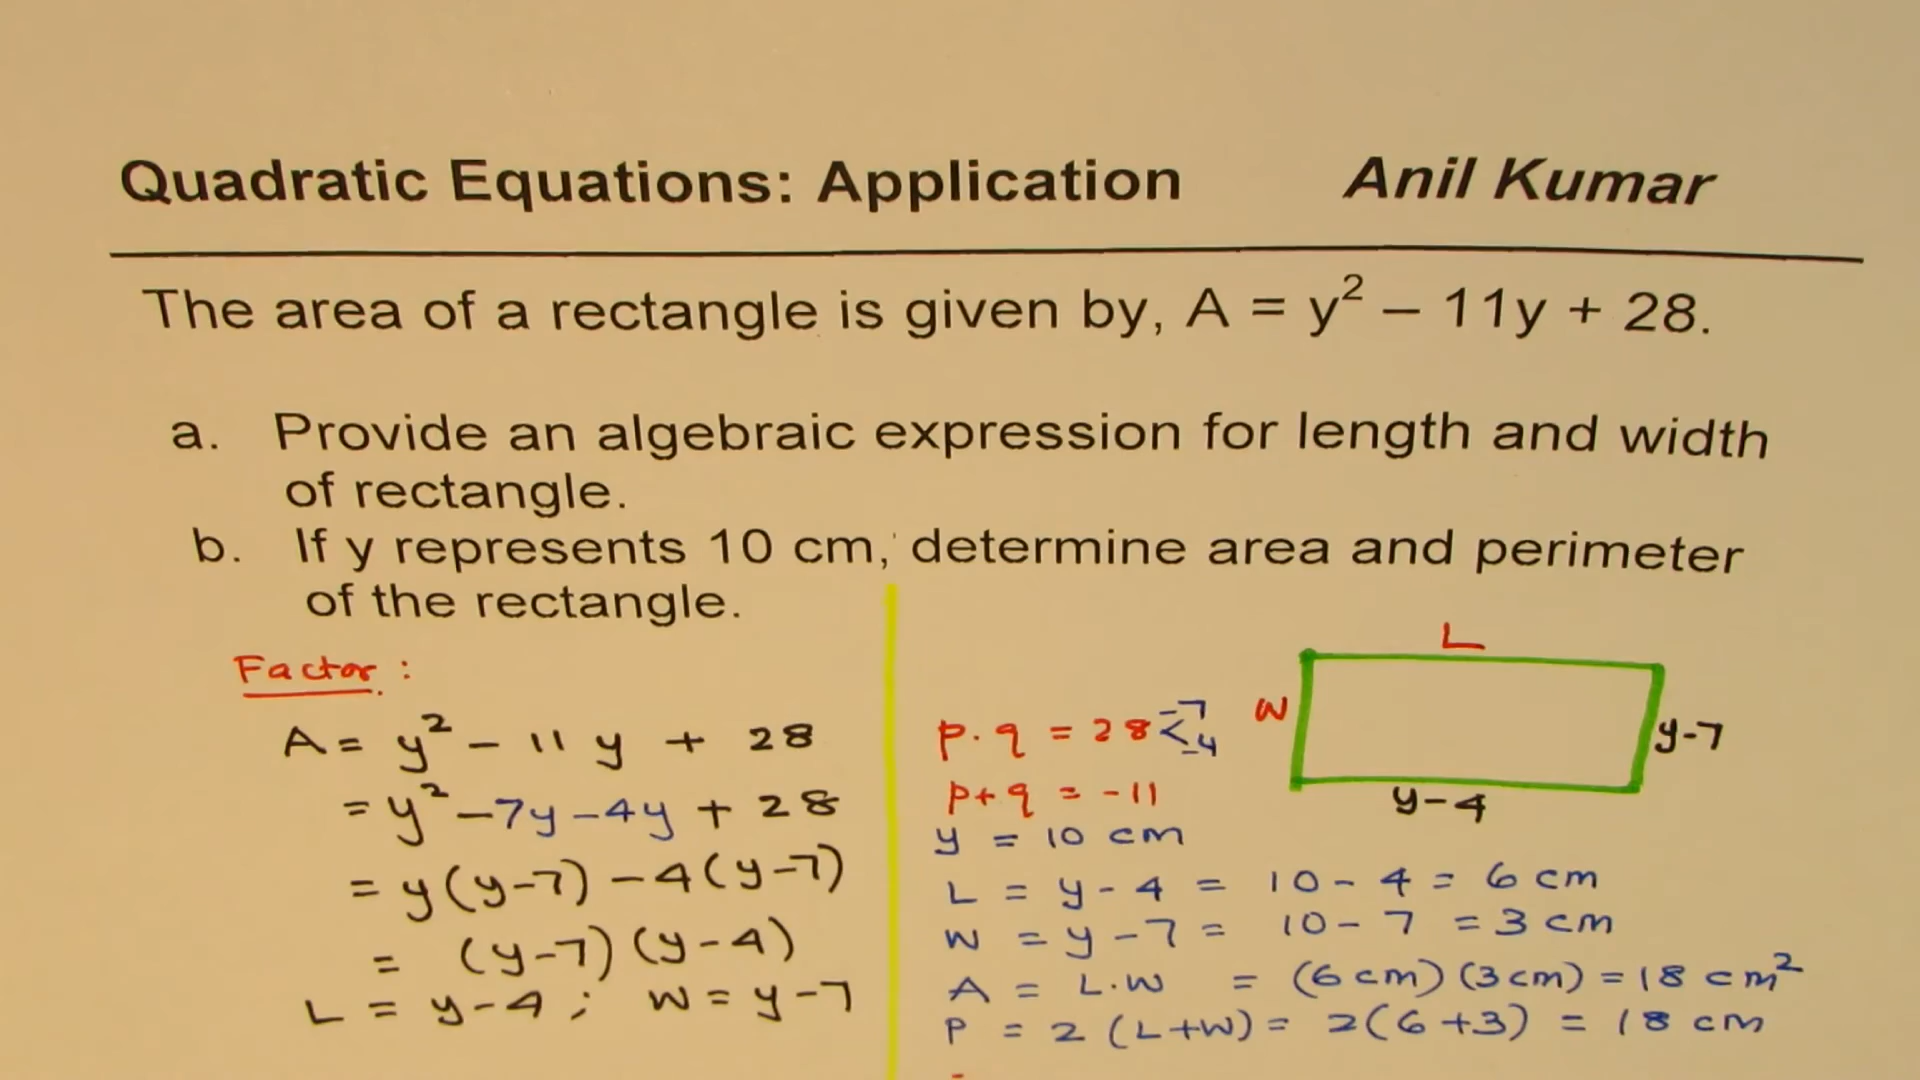 Quadratic Equations: Application Anil Kumar
The area of a rectangle is given by, A = y² – 11y + 28.
a. Provide an algebraic expression for length and width
of rectangle.
b. If y represents 10 cm, determine area and perimeter
of the rectangle.
Factor:
A = y² - 11y + 28
= y² - 7y - 4y + 28
= y(y-7) - 4(y-7)
= (y-7)(y-4)
L = y-4; W = y-7
L
W
y-7
y-4
p·q = 28 < -7 -4
p+q = -11
y = 10 cm
L = y - 4 = 10 - 4 = 6 cm
W = y - 7 = 10 - 7 = 3 cm
A = L.W = (6 cm)(3 cm) = 18 cm²
P = 2(L+W) = 2(6+3) = 18 cm